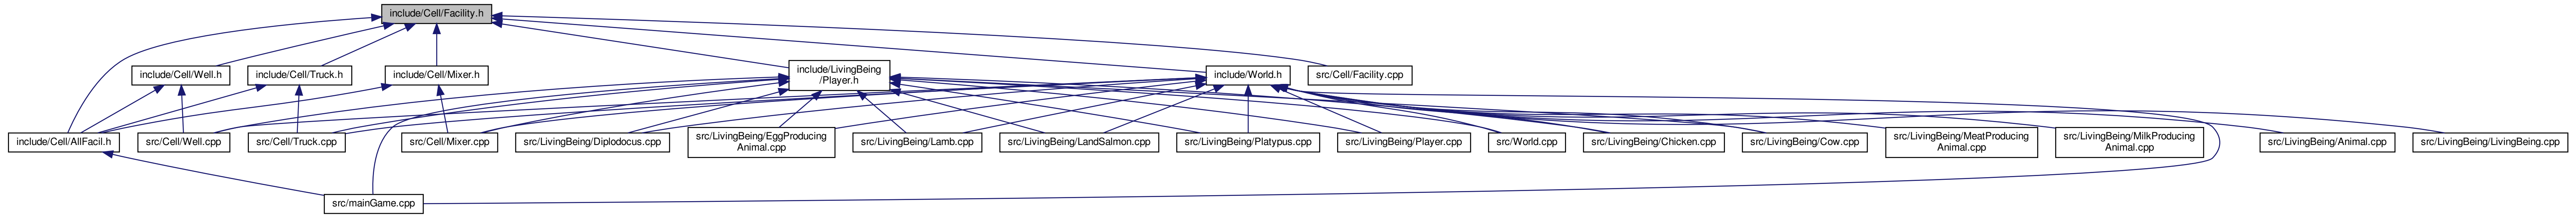 include/Cell/Facility.h
include/Cell/Well.h
include/Cell/Truck.h
include/Cell/Mixer.h
include/LivingBeing
/Player.h
include/World.h
src/Cell/Facility.cpp
include/Cell/AllFacil.h
src/Cell/Well.cpp
src/Cell/Truck.cpp
src/Cell/Mixer.cpp
src/LivingBeing/Diplodocus.cpp
src/LivingBeing/EggProducing
Animal.cpp
src/LivingBeing/Lamb.cpp
src/LivingBeing/LandSalmon.cpp
src/LivingBeing/Platypus.cpp
src/LivingBeing/Player.cpp
src/World.cpp
src/LivingBeing/Chicken.cpp
src/LivingBeing/Cow.cpp
src/LivingBeing/MeatProducing
Animal.cpp
src/LivingBeing/MilkProducing
Animal.cpp
src/LivingBeing/Animal.cpp
src/LivingBeing/LivingBeing.cpp
src/mainGame.cpp